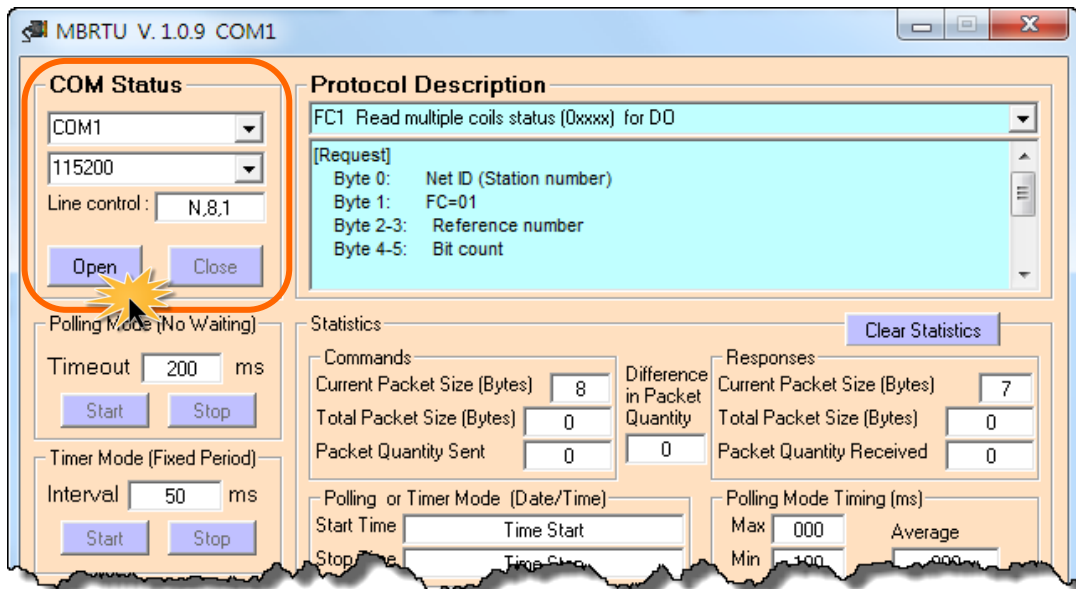 MBRTU V. 1.0.9 COM1
COM Status
COM1
115200
Line control : N,8,1
Open Close
Protocol Description
FC1 Read multiple coils status (0xxxx) for DO
[Request]
Byte 0: Net ID (Station number)
Byte 1: FC=01
Byte 2-3: Reference number
Byte 4-5: Bit count
Polling Mode (No Waiting)
Timeout 200 ms
Start Stop
Timer Mode (Fixed Period)
Interval 50 ms
Start Stop
Statistics
Clear Statistics
Commands
Current Packet Size (Bytes) 8
Total Packet Size (Bytes) 0
Packet Quantity Sent 0
Difference
in Packet
Quantity
0
Responses
Current Packet Size (Bytes) 7
Total Packet Size (Bytes) 0
Packet Quantity Received 0
Polling or Timer Mode (Date/Time)
Start Time Time Start
Stop Time Time Stop
Polling Mode Timing (ms)
Max 000
Average
Min 100